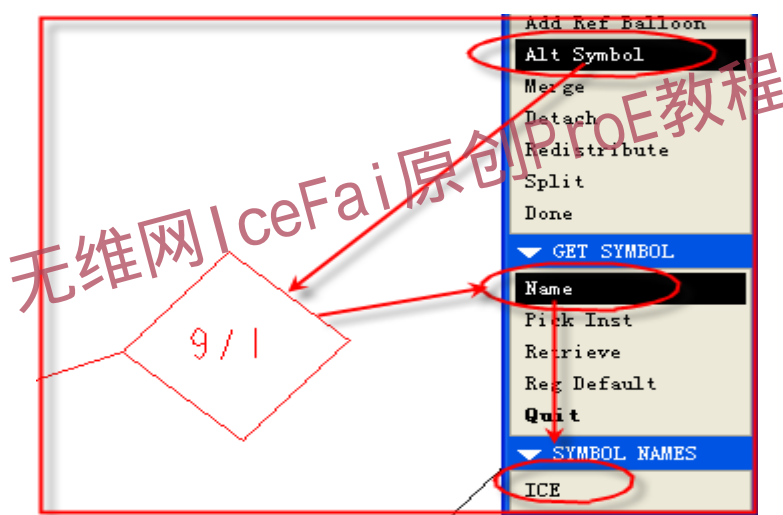 Add Ref Balloon
Alt Symbol
Merge
Detach
Redistribute
Split
Done
GET SYMBOL
Name
Pick Inst
Retrieve
Reg Default
Quit
SYMBOL NAMES
ICE
9/1
无维网IceFai原创ProE教程